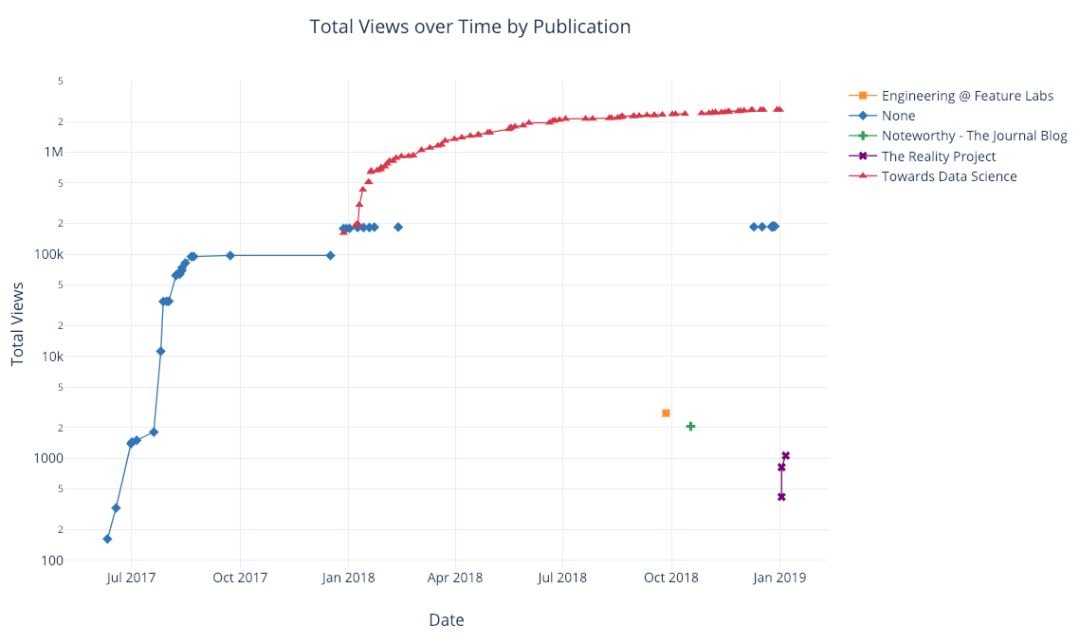 Total Views over Time by Publication
5
2
1M
5
2
100k
5
2
10k
5
2
1000
5
2
100
Total Views
Jul 2017 Oct 2017 Jan 2018 Apr 2018 Jul 2018 Oct 2018 Jan 2019
Date
Engineering @ Feature Labs
None
Noteworthy - The Journal Blog
The Reality Project
Towards Data Science